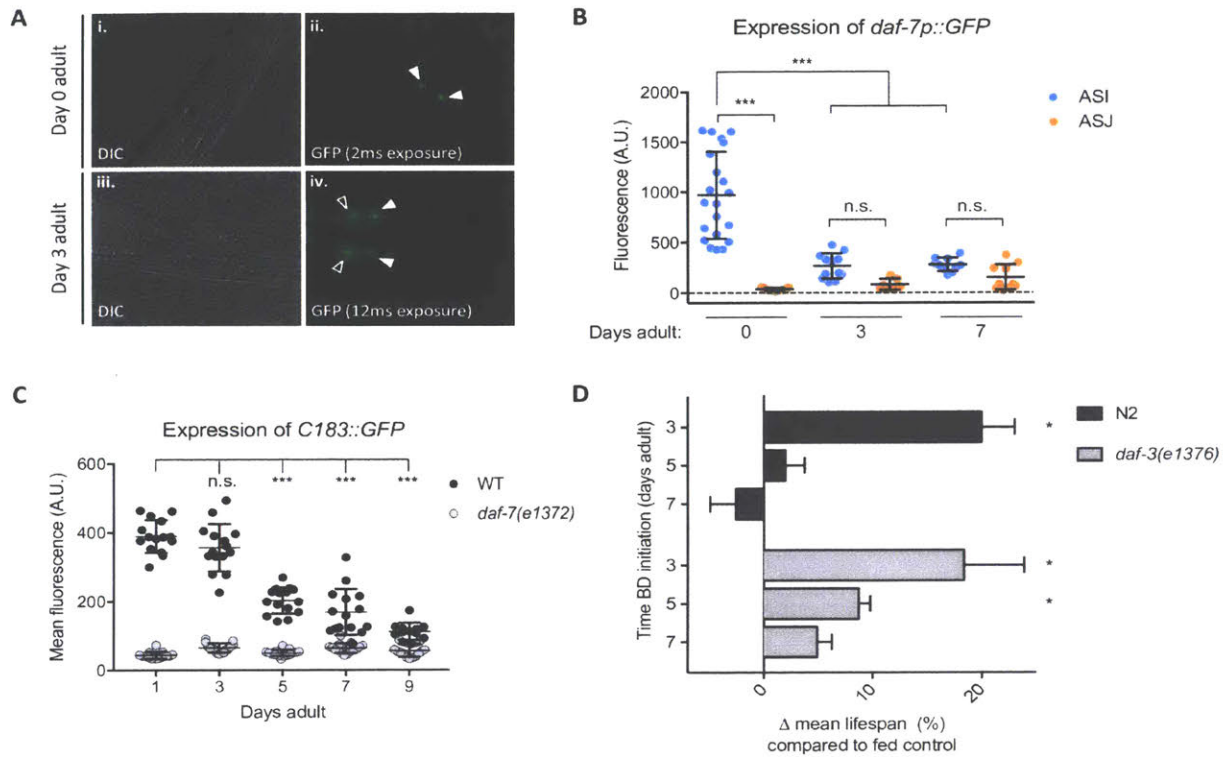 A
Day 0 adult
Day 3 adult
i.
DIC
ii.
GFP (2ms exposure)
iii.
DIC
iv.
GFP (12ms exposure)
B
Expression of daf-7p::GFP
***
***
n.s.
n.s.
Fluorescence (A.U.)
2000
1500
1000
500
0
Days adult:
0
3
7
ASI
ASJ
C
Expression of C183::GFP
n.s.
***
***
***
Mean fluorescence (A.U.)
600
400
200
0
1
3
5
7
9
Days adult
WT
daf-7(e1372)
D
Time BD initiation (days adult)
3
5
7
3
5
7
*
*
*
0
10
20
Δ mean lifespan (%)
compared to fed control
N2
daf-3(e1376)